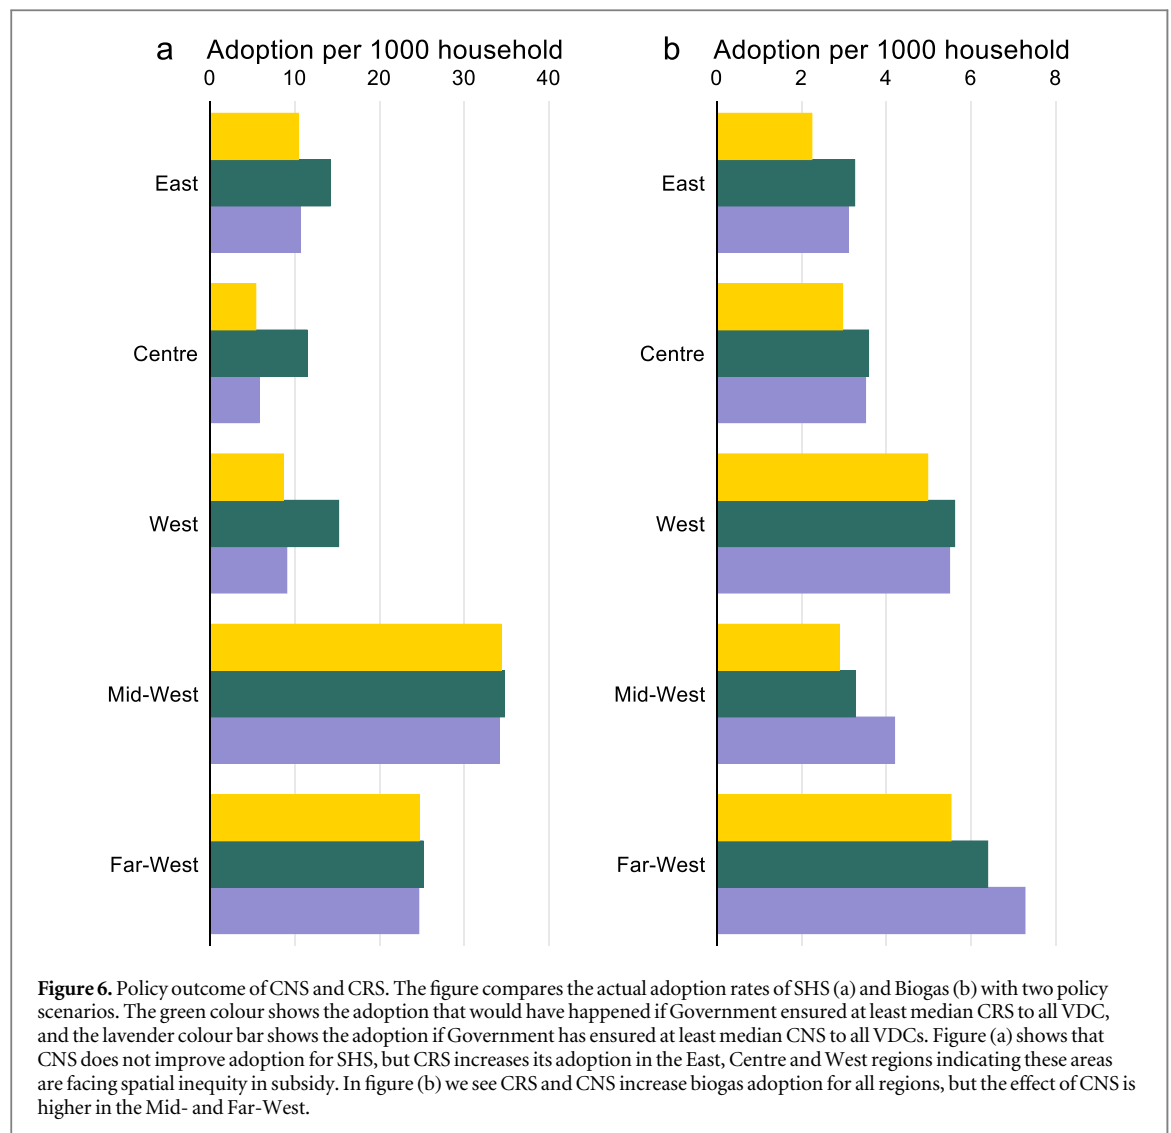 a Adoption per 1000 household
0 10 20 30 40
East
Centre
West
Mid-West
Far-West
b Adoption per 1000 household
0 2 4 6 8
East
Centre
West
Mid-West
Far-West
Figure 6. Policy outcome of CNS and CRS. The figure compares the actual adoption rates of SHS (a) and Biogas (b) with two policy
scenarios. The green colour shows the adoption that would have happened if Government ensured at least median CRS to all VDC,
and the lavender colour bar shows the adoption if Government has ensured at least median CNS to all VDCs. Figure (a) shows that
CNS does not improve adoption for SHS, but CRS increases its adoption in the East, Centre and West regions indicating these areas
are facing spatial inequity in subsidy. In figure (b) we see CRS and CNS increase biogas adoption for all regions, but the effect of CNS is
higher in the Mid- and Far-West.